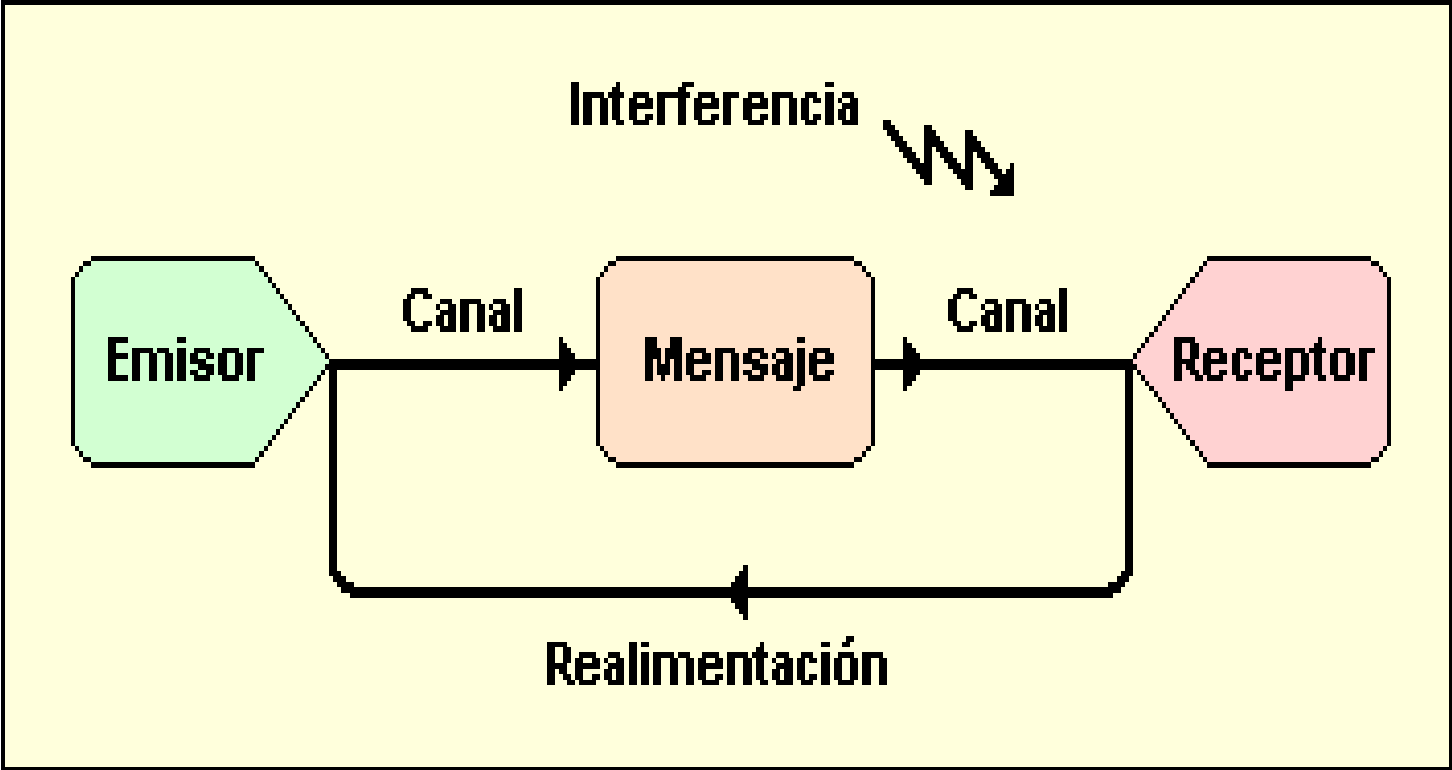 Interferencia
Canal
Canal
Emisor
Mensaje
Receptor
Realimentación